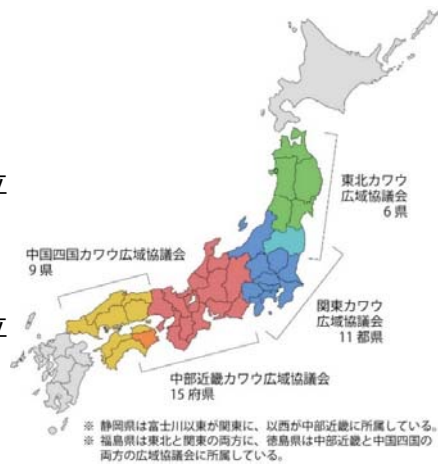 東北カワウ
広域協議会
6 県
中国四国カワウ広域協議会
9 県
関東カワウ
広域協議会
11 都県
中部近畿カワウ広域協議会
15 府県
※ 静岡県は富士川以東が関東に、以西が中部近畿に所属している。
※ 福島県は東北と関東の両方に、徳島県は中部近畿と中国四国の
両方の広域協議会に所属している。